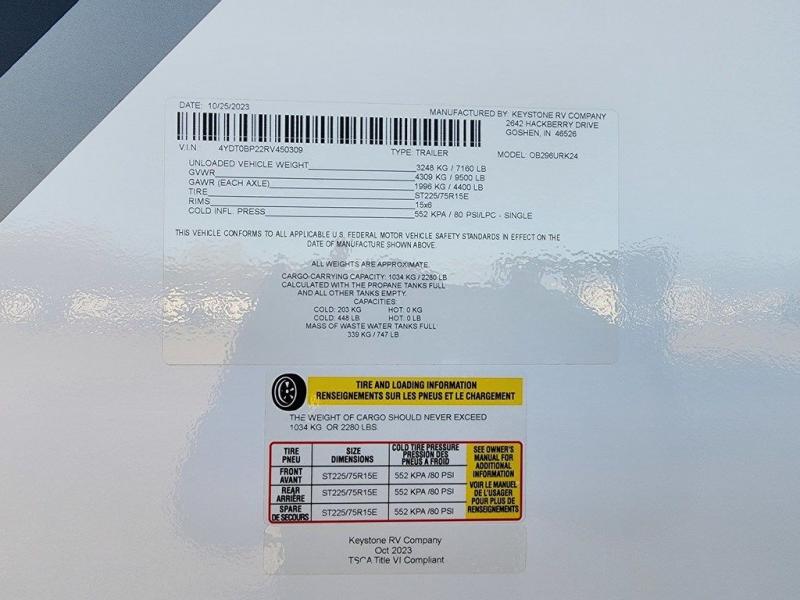 DATE: 10/25/2023
MANUFACTURED BY: KEYSTONE RV COMPANY
2642 HACKBERRY DRIVE
GOSHEN, IN 46526
V.I.N 4YDT0BP22RV450309 TYPE: TRAILER MODEL: OB296URK24
UNLOADED VEHICLE WEIGHT 3248 KG / 7160 LB
GVWR 4309 KG / 9500 LB
GAWR (EACH AXLE) 1996 KG / 4400 LB
TIRE ST225/75R15E
RIMS 15x6
COLD INFL. PRESS 552 KPA / 80 PSI/LPC - SINGLE
THIS VEHICLE CONFORMS TO ALL APPLICABLE U.S. FEDERAL MOTOR VEHICLE SAFETY STANDARDS IN EFFECT ON THE
DATE OF MANUFACTURE SHOWN ABOVE.
ALL WEIGHTS ARE APPROXIMATE.
CARGO-CARRYING CAPACITY: 1034 KG / 2280 LB
CALCULATED WITH THE PROPANE TANKS FULL
AND ALL OTHER TANKS EMPTY.
CAPACITIES:
COLD: 203 KG HOT: 0 KG
COLD: 448 LB HOT: 0 LB
MASS OF WASTE WATER TANKS FULL
339 KG / 747 LB
TIRE AND LOADING INFORMATION
RENSEIGNEMENTS SUR LES PNEUS ET LE CHARGEMENT
THE WEIGHT OF CARGO SHOULD NEVER EXCEED
1034 KG OR 2280 LBS.
TIRE
PNEU
SIZE
DIMENSIONS
COLD TIRE PRESSURE
PRESSION DES
PNEUS A FROID
SEE OWNER'S
MANUAL FOR
ADDITIONAL
INFORMATION
VOIR LE MANUEL
DE L'USAGER
POUR PLUS DE
RENSEIGNEMENTS
FRONT
AVANT
ST225/75R15E 552 KPA /80 PSI
REAR
ARRIÈRE
ST225/75R15E 552 KPA /80 PSI
SPARE
DE SECOURS
ST225/75R15E 552 KPA /80 PSI
Keystone RV Company
Oct 2023
TSCA Title VI Compliant